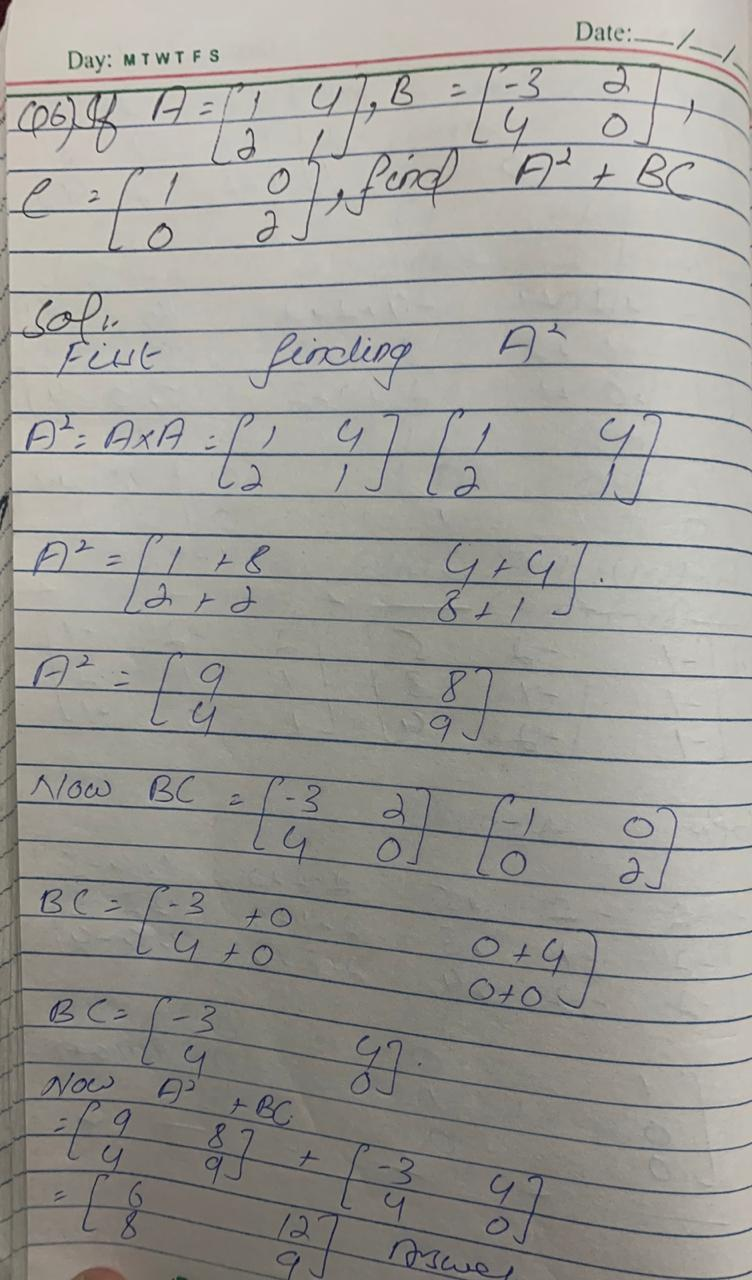 Date:__/__/__
Day: M T W T F S
Q6) If A = [1 4], B = [-3 2],
[2 1] [4 0]
C = [1 0], find A² + BC
[0 2]
Sol:.
First finding A²
A² = A×A = [1 4] [1 4]
[2 1] [2 1]
A² = [1 + 8 4 + 4].
[2 + 2 8 + 1]
A² = [9 8]
[4 9]
Now BC = [-3 2] [-1 0]
[4 0] [0 2]
BC = [-3 +0 0 + 4]
[4 + 0 0+0]
BC = [-3 4].
[4 0]
Now A² + BC
= [9 8] + [-3 4]
[4 9] [4 0]
= [6 12]
[8 9] Answer